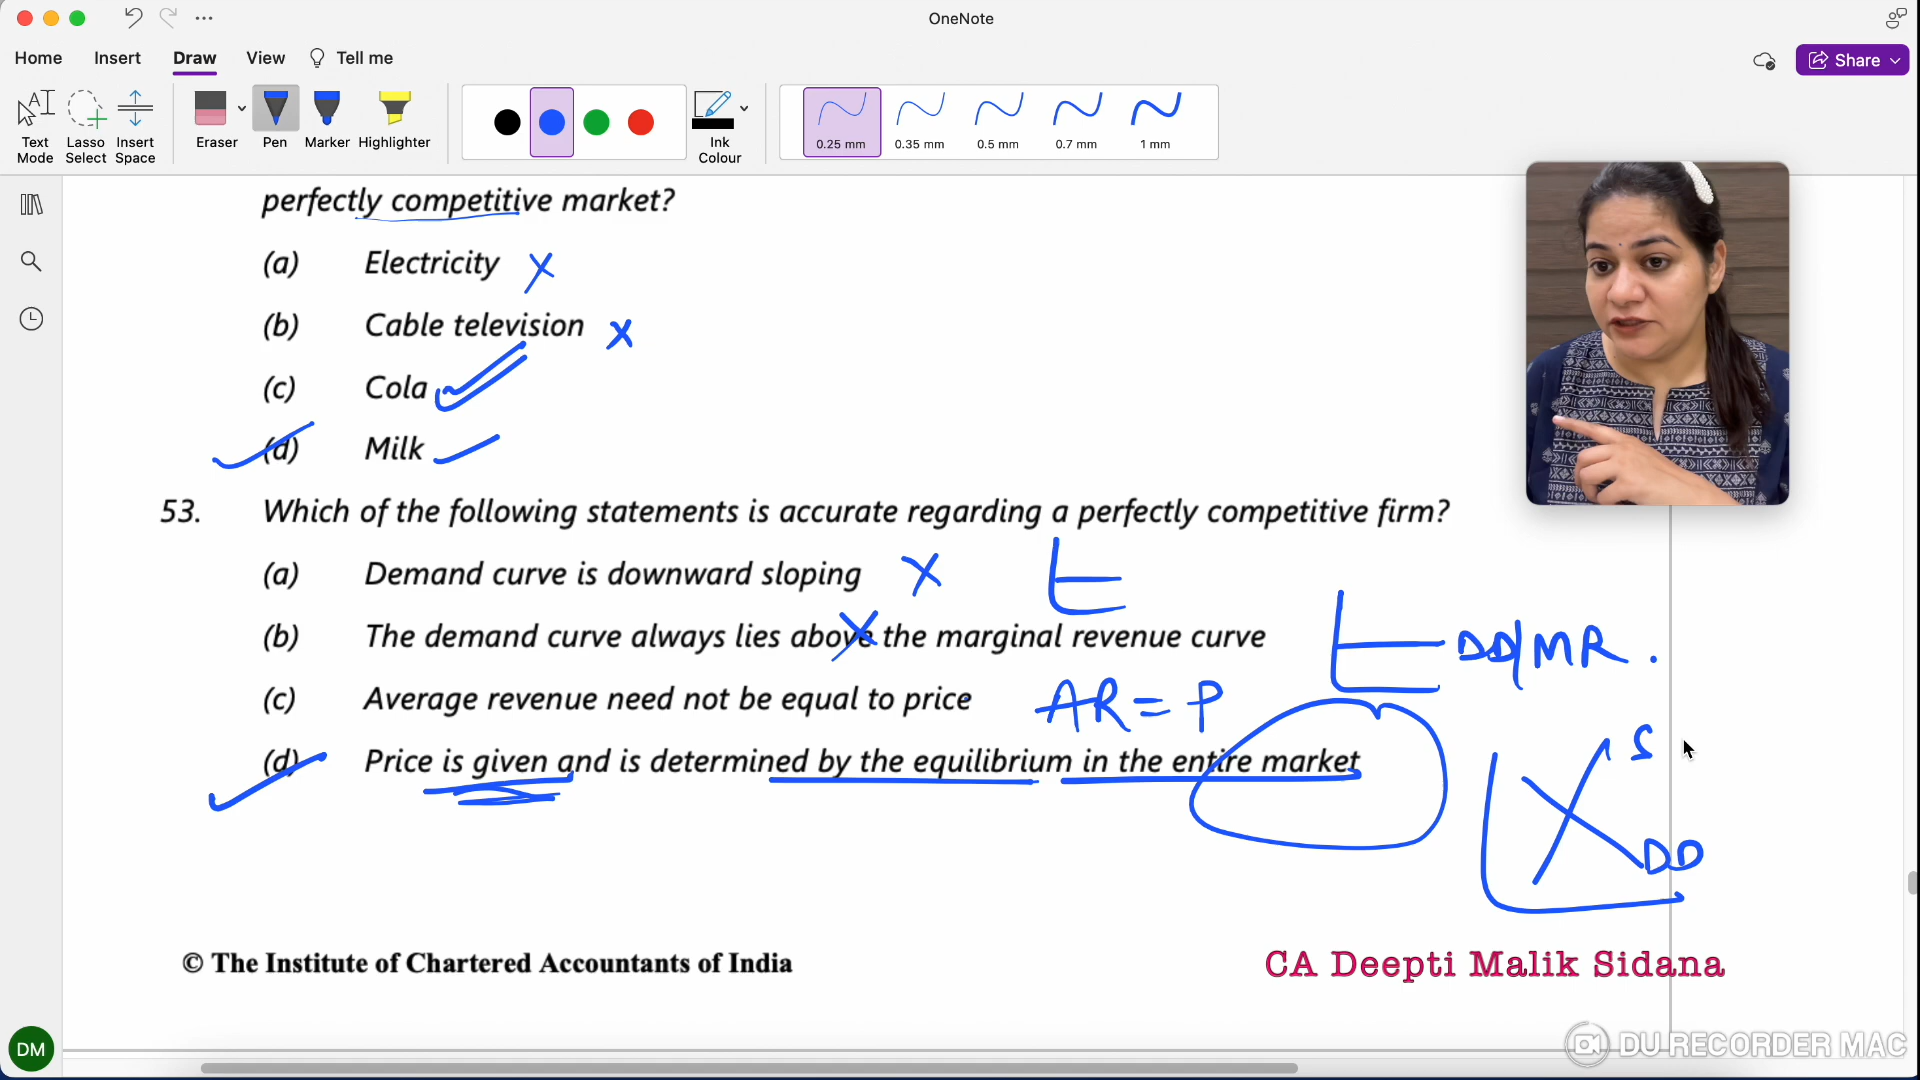 OneNote
Home Insert Draw View Tell me
Share
Text Mode
Lasso Select
Insert Space
Eraser
Pen
Marker
Highlighter
Ink Colour
0.25 mm
0.35 mm
0.5 mm
0.7 mm
1 mm
perfectly competitive market?
(a) Electricity X
(b) Cable television X
(c) Cola
(d) Milk
53. Which of the following statements is accurate regarding a perfectly competitive firm?
(a) Demand curve is downward sloping X
(b) The demand curve always lies above the marginal revenue curve
DD|MR.
(c) Average revenue need not be equal to price AR = P
(d) Price is given and is determined by the equilibrium in the entire market
S
DD
© The Institute of Chartered Accountants of India
CA Deepti Malik Sidana
DM
DU RECORDER MAC